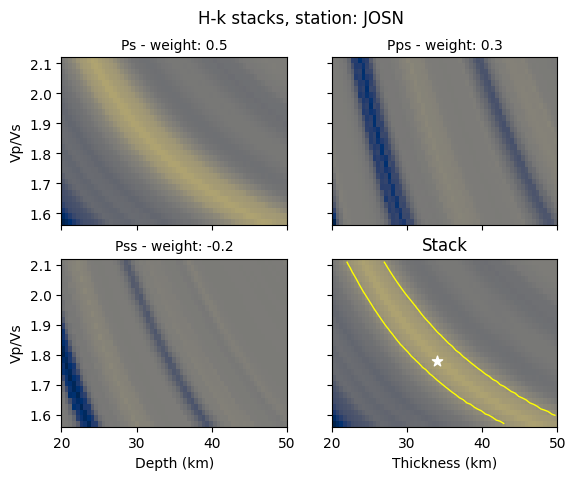 H-k stacks, station: JOSN
Ps - weight: 0.5
Pps - weight: 0.3
Vp/Vs
2.1
2.0
1.9
1.8
1.7
1.6
Pss - weight: -0.2
Stack
Vp/Vs
2.1
2.0
1.9
1.8
1.7
1.6
20 30 40 50
20 30 40 50
Depth (km)
Thickness (km)